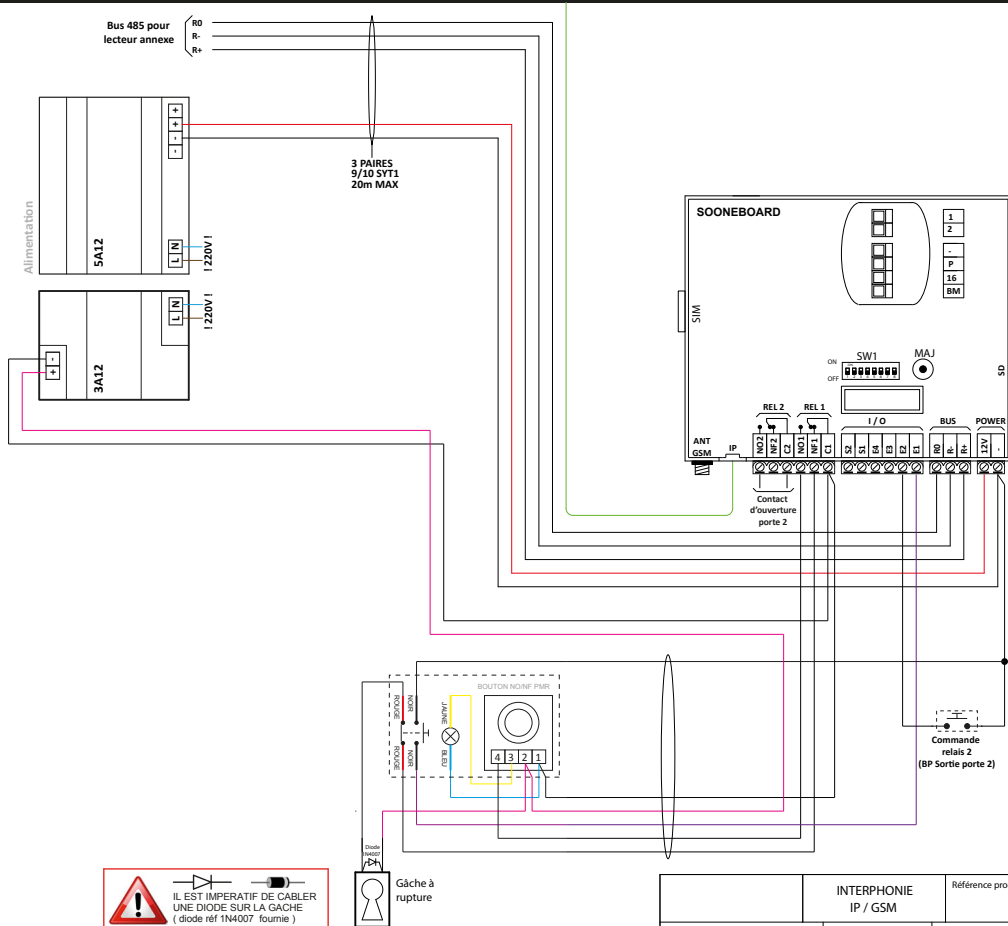 Bus 485 pour
lecteur annexe
R0
R-
R+
3 PAIRES
9/10 SYT1
20m MAX
Alimentation
5A12
+
+
-
-
L N
! 220V !
3A12
L N
! 220V !
-
+
SOONEBOARD
1
2
-
P
16
BM
SIM
SD
SW1
ON
OFF
MAJ
REL 2
REL 1
I / O
BUS
POWER
ANT
GSM
IP
NO2
NF2
C2
NO1
NF1
C1
S2
S1
E4
E3
E2
E1
R0
R-
R+
12V
-
Contact
d'ouverture
porte 2
BOUTON NO/NF PMR
ROUGE
NOIR
JAUNE
ROUGE
NOIR
BLEU
4 3 2 1
Commande
relais 2
(BP Sortie porte 2)
Diode
1N4007
Gâche à
rupture
IL EST IMPERATIF DE CABLER
UNE DIODE SUR LA GACHE
( diode réf 1N4007 fournie )
INTERPHONIE
IP / GSM
Référence pro